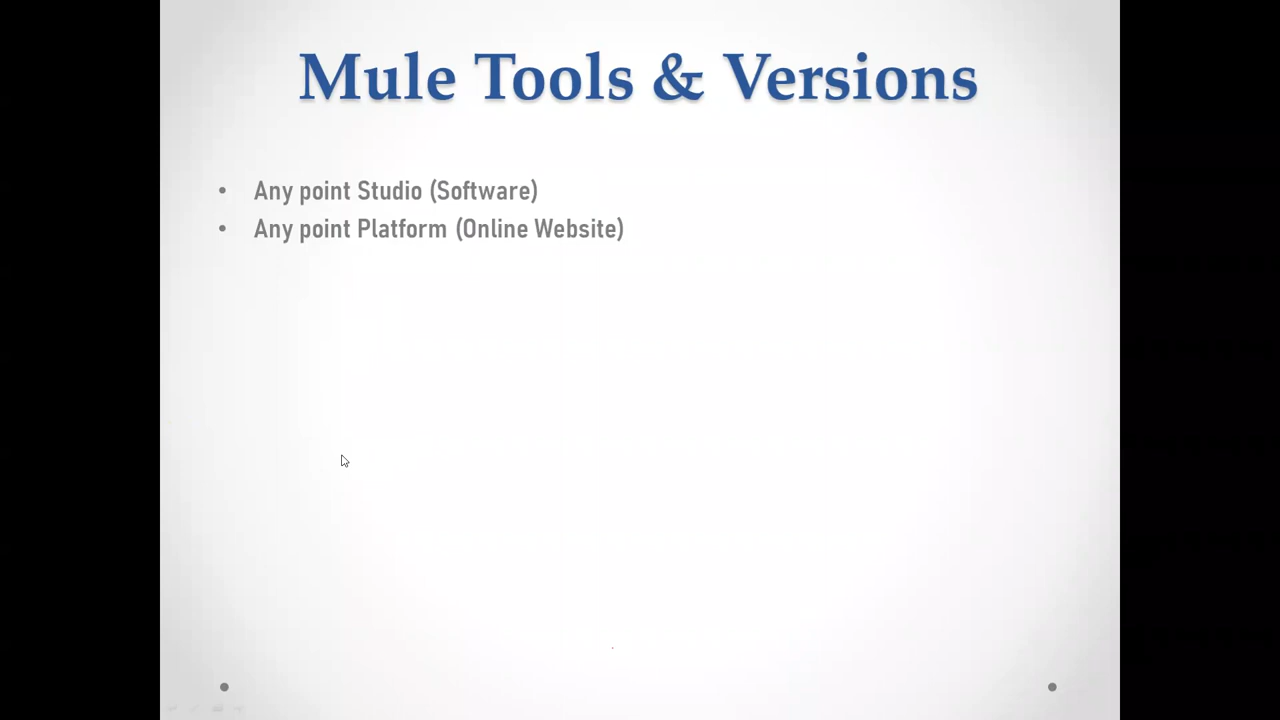 Mule Tools & Versions
• Any point Studio (Software)
• Any point Platform (Online Website)